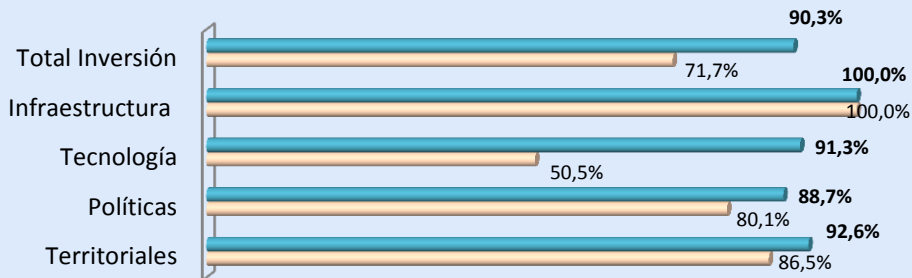 90,3%
Total Inversión
71,7%
100,0%
Infraestructura
100,0%
Tecnología
91,3%
50,5%
Políticas
88,7%
80,1%
92,6%
Territoriales
86,5%